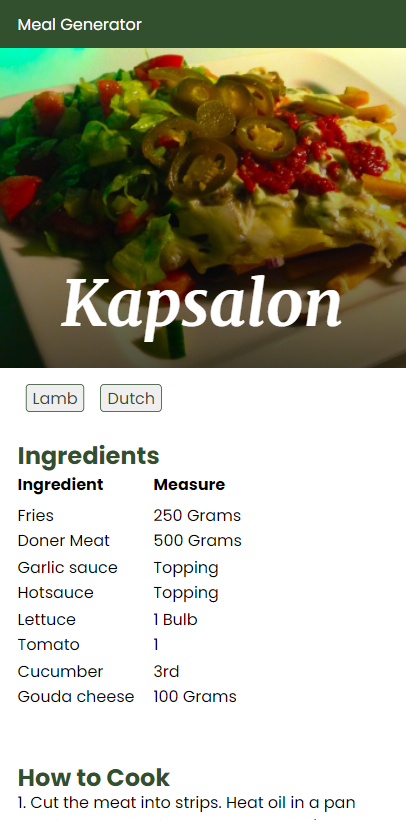 Meal Generator
Kapsalon
Lamb Dutch
Ingredients
Ingredient Measure
Fries 250 Grams
Doner Meat 500 Grams
Garlic sauce Topping
Hotsauce Topping
Lettuce 1 Bulb
Tomato 1
Cucumber 3rd
Gouda cheese 100 Grams
How to Cook
1. Cut the meat into strips. Heat oil in a pan